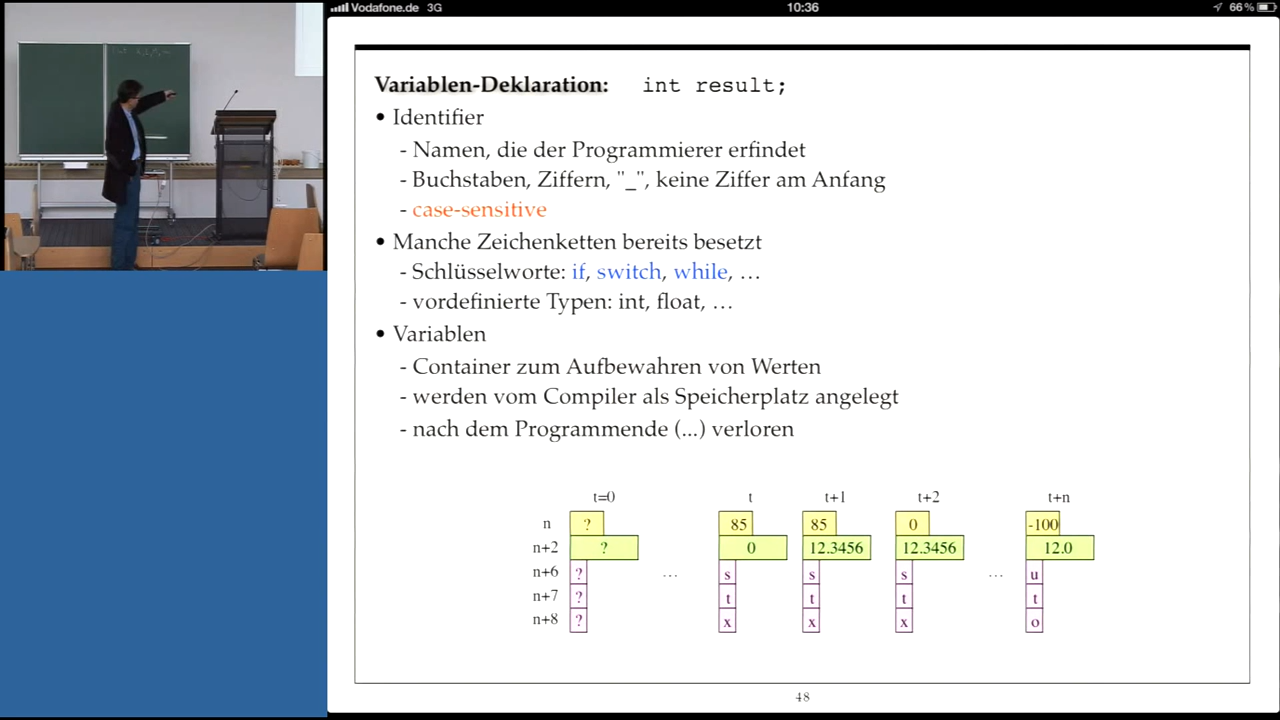 Vodafone.de 3G 10:36 66 %
Variablen-Deklaration: int result;
• Identifier
- Namen, die der Programmierer erfindet
- Buchstaben, Ziffern, "_", keine Ziffer am Anfang
- case-sensitive
• Manche Zeichenketten bereits besetzt
- Schlüsselworte: if, switch, while, …
- vordefinierte Typen: int, float, …
• Variablen
- Container zum Aufbewahren von Werten
- werden vom Compiler als Speicherplatz angelegt
- nach dem Programmende (...) verloren
t=0 t t+1 t+2 t+n
n ? 85 85 0 -100
n+2 ? 0 12.3456 12.3456 12.0
n+6 ? … s s s … u
n+7 ? t t t t
n+8 ? x x x o
48